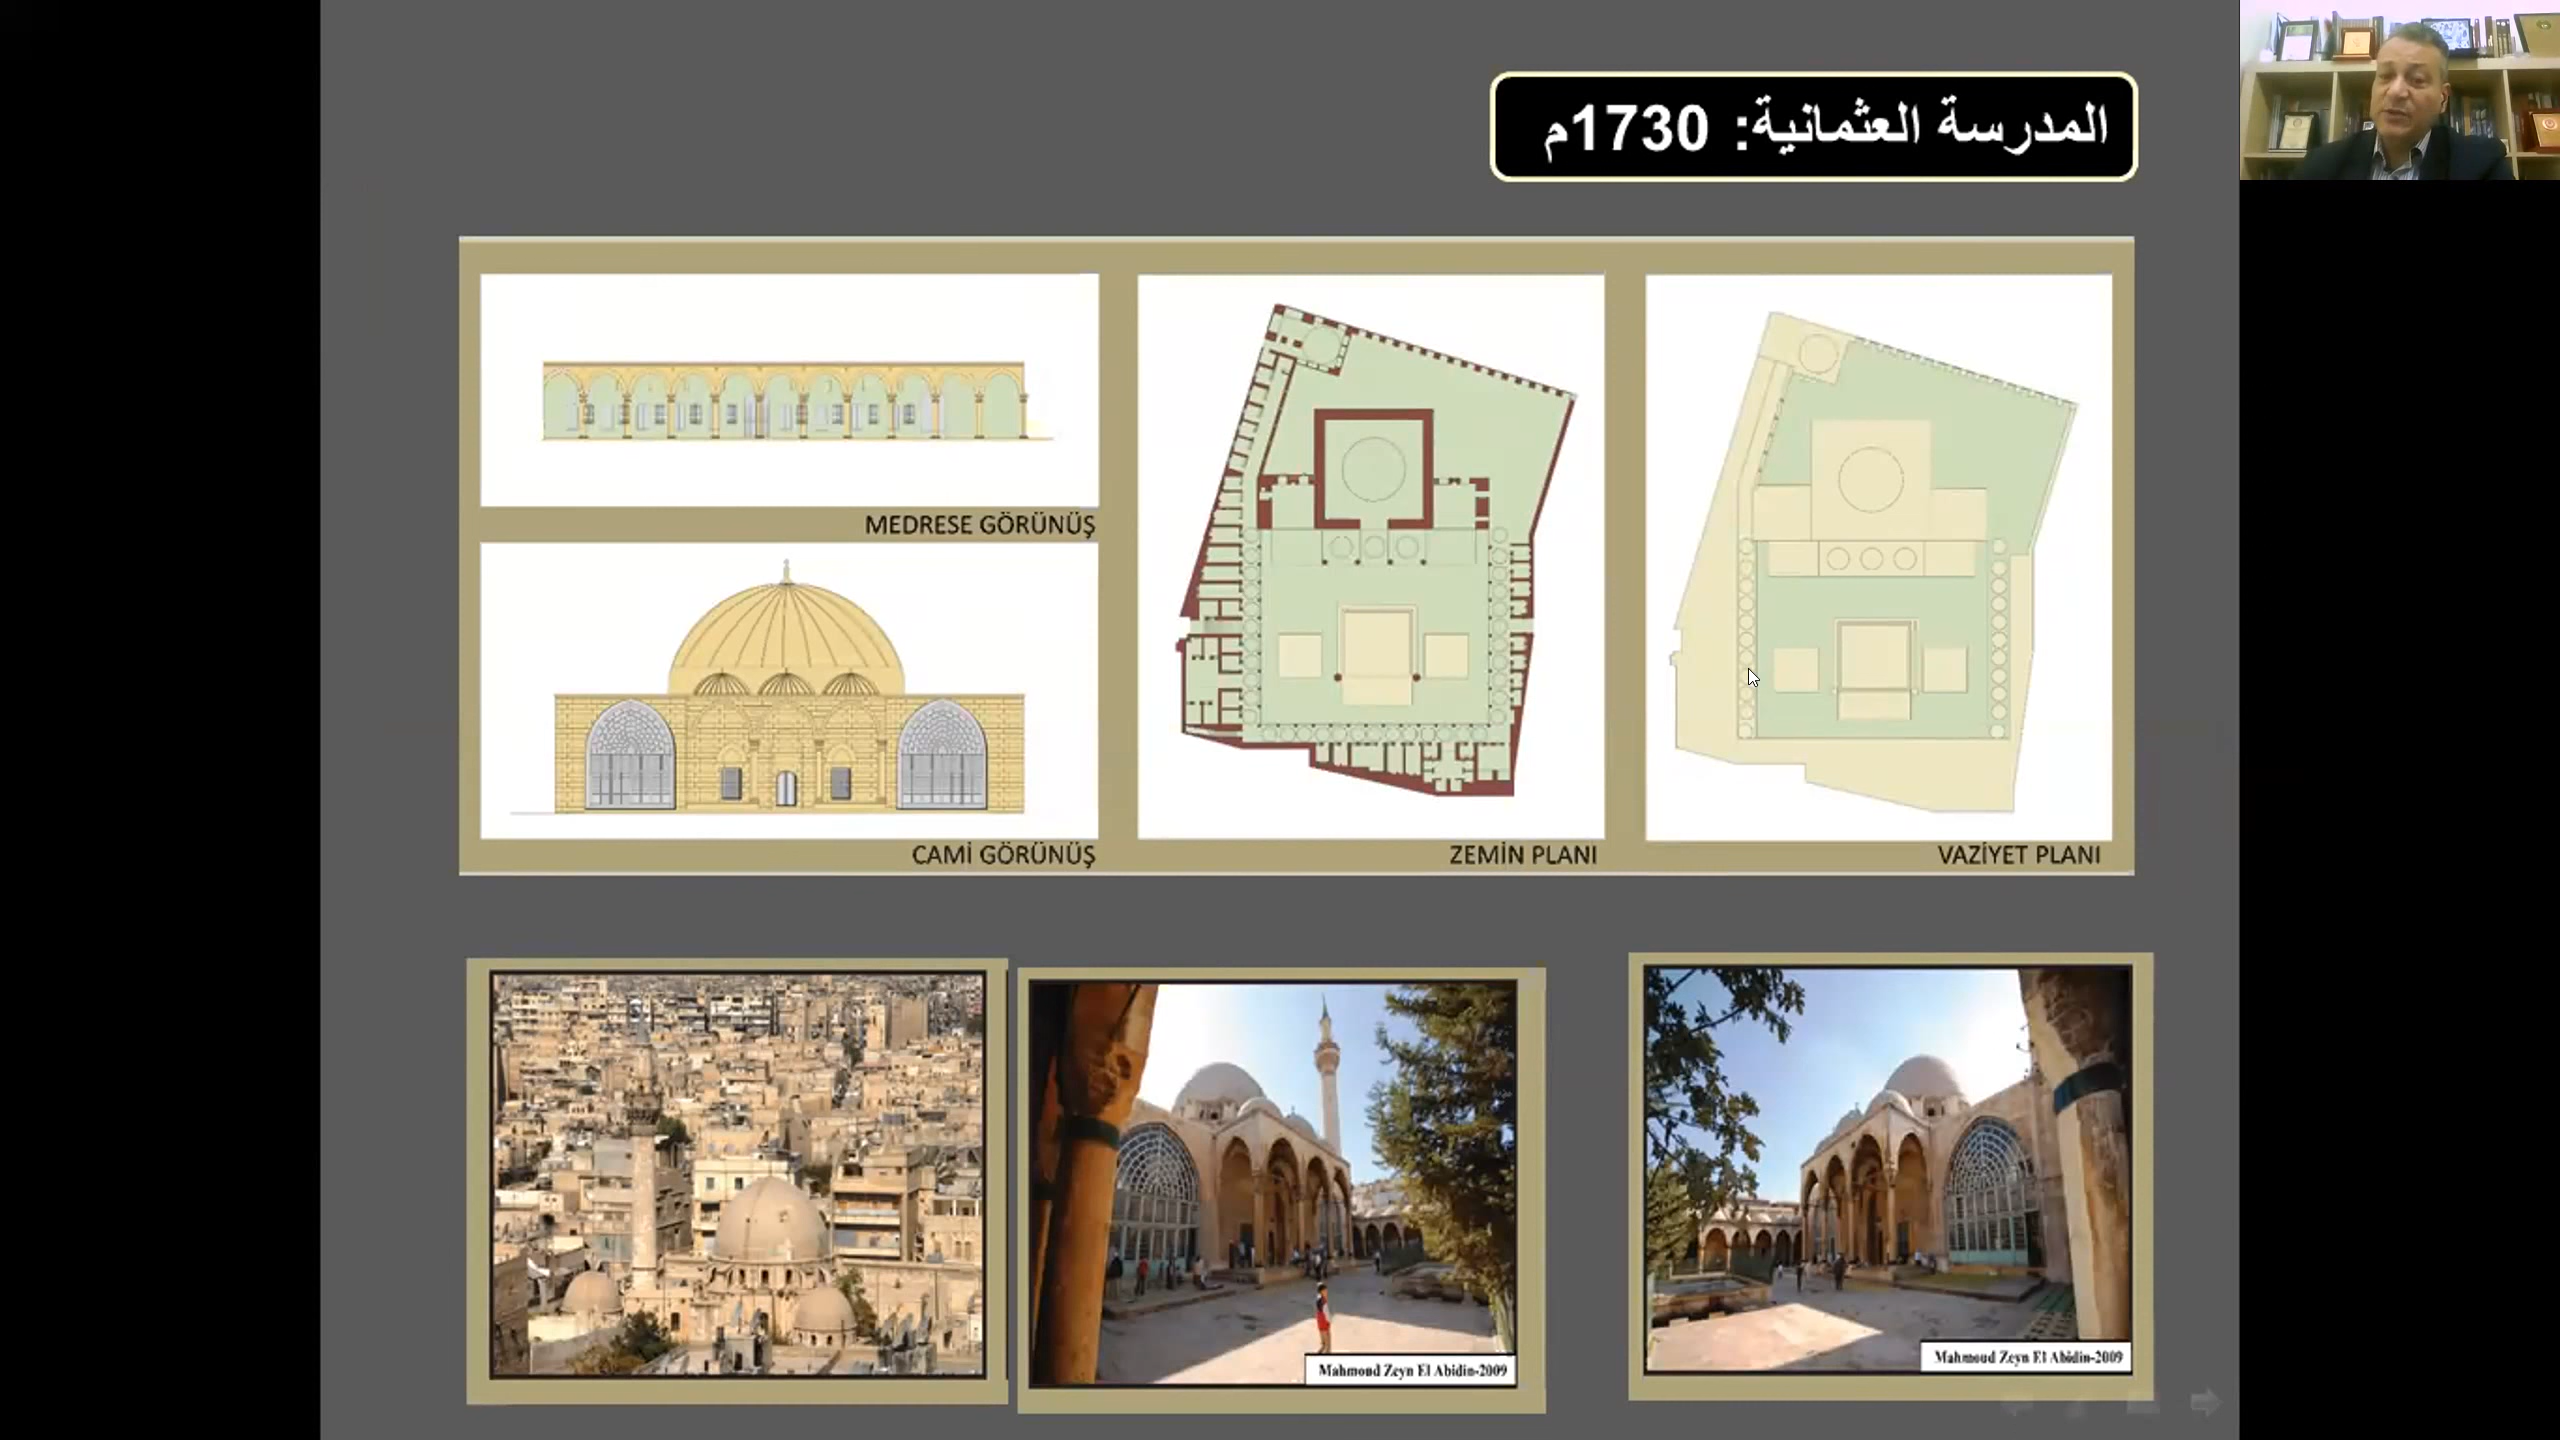 المدرسة العثمانية: 1730م
MEDRESE GÖRÜNÜŞ
CAMİ GÖRÜNÜŞ
ZEMİN PLANI
VAZİYET PLANI
Mahmoud Zeyn El Abidin-2009
Mahmoud Zeyn El Abidin-2009